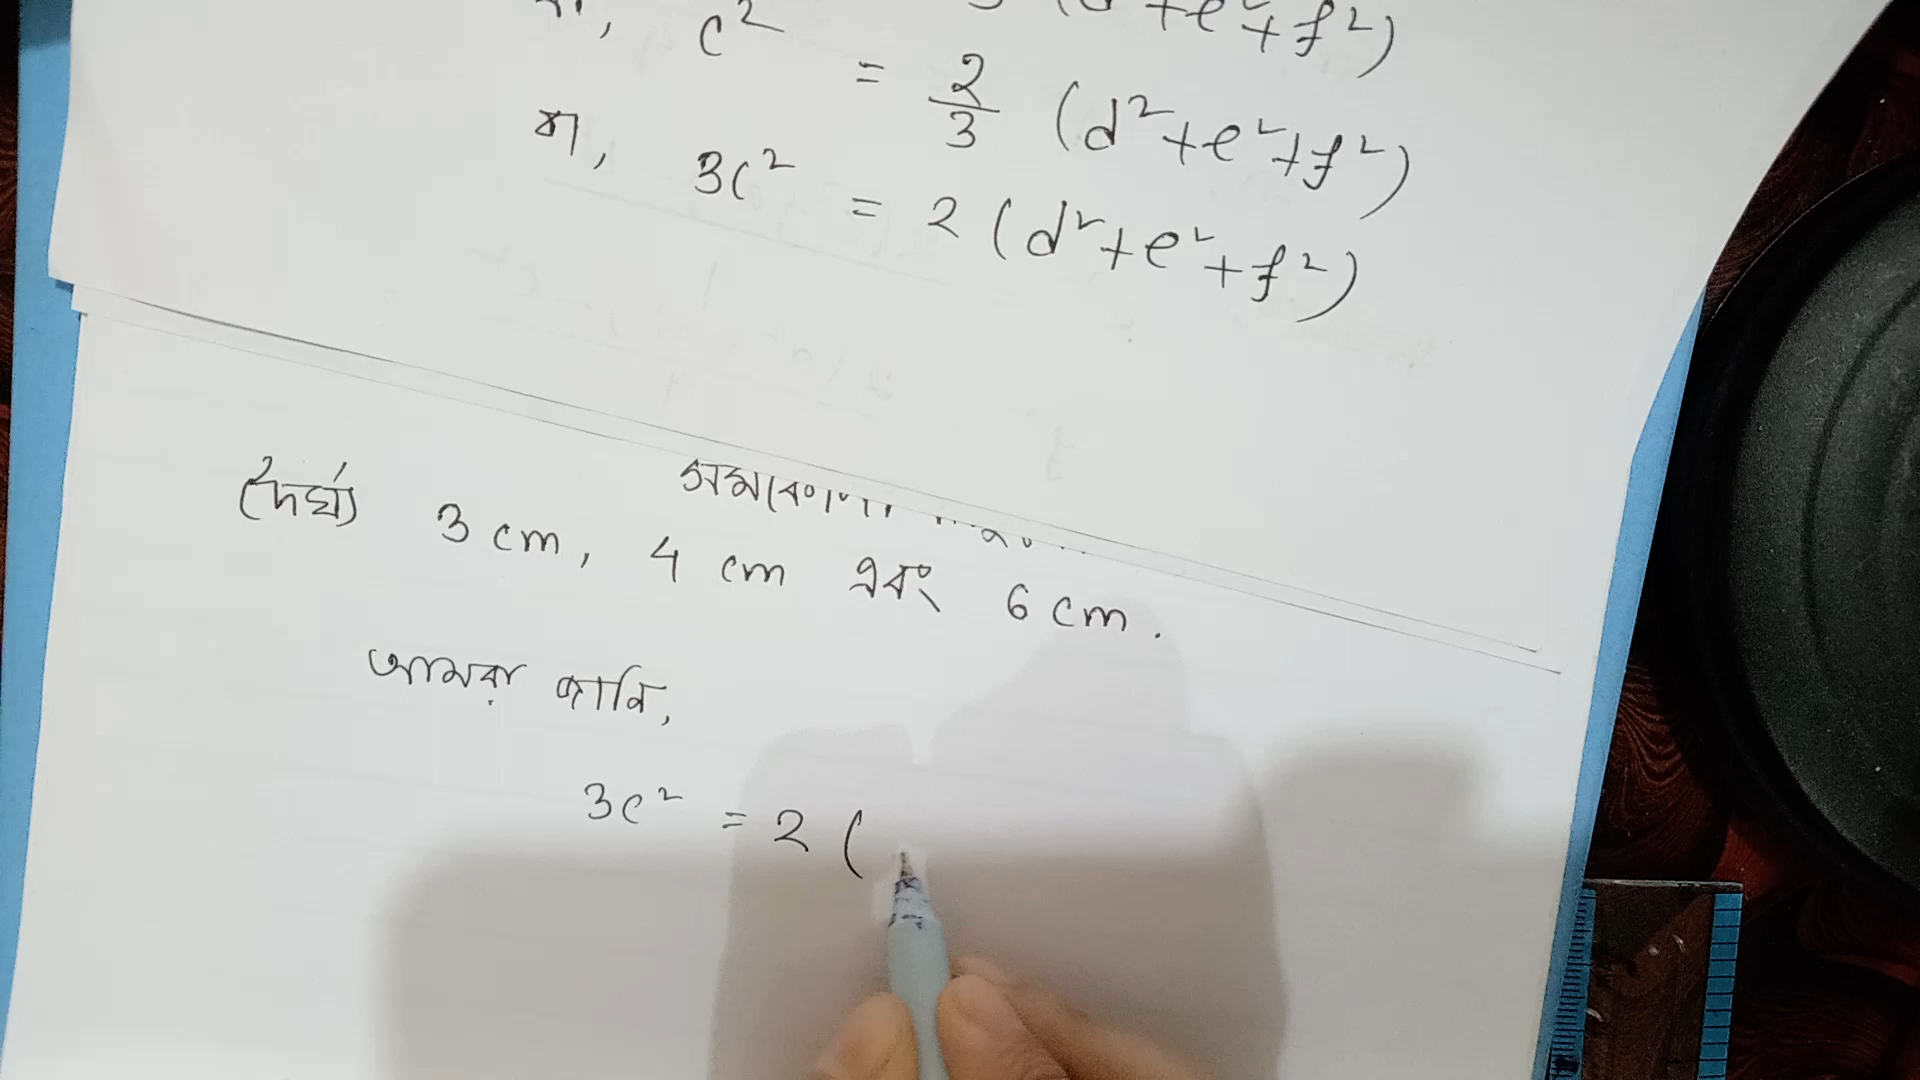 c² = 2/3 (d² + e² + f²)
বা, 3c² = 2 (d² + e² + f²)
দৈর্ঘ্য 3 cm, 4 cm এবং 6 cm.
আমরা জানি,
3c² = 2 (